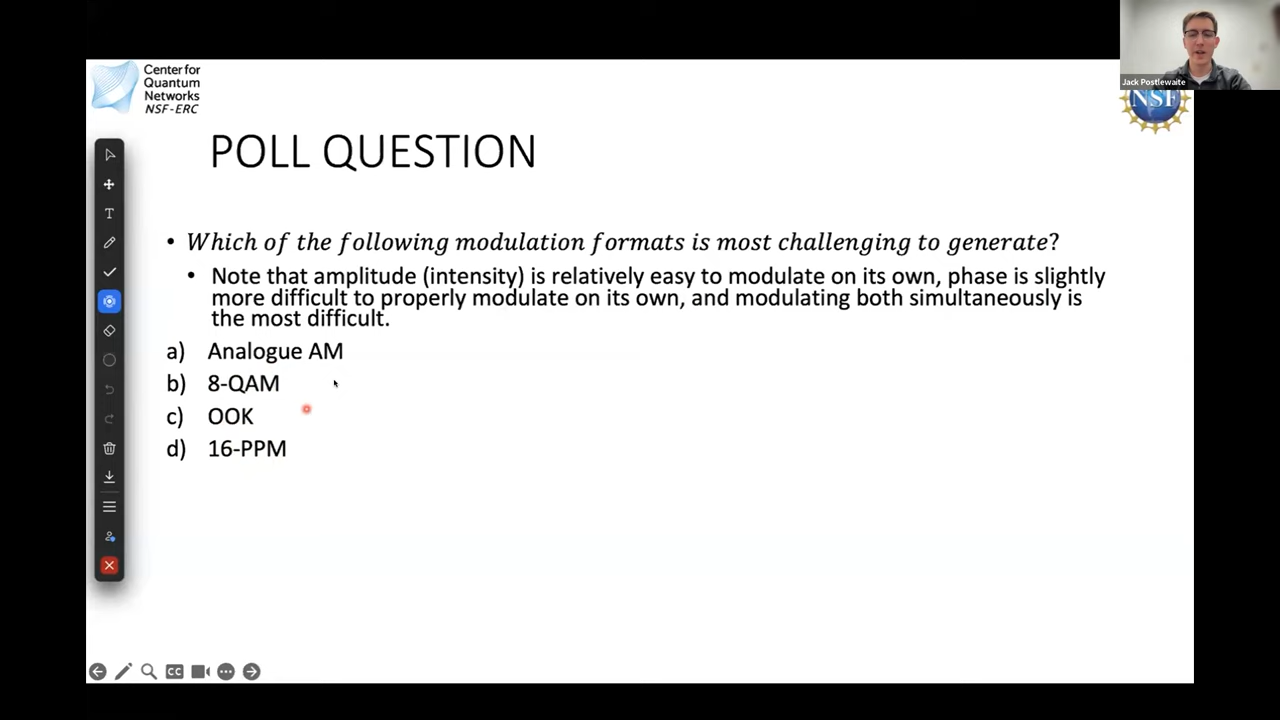 Center for
Quantum
Networks
NSF-ERC
Jack Postlewaite
NSF
POLL QUESTION
• Which of the following modulation formats is most challenging to generate?
• Note that amplitude (intensity) is relatively easy to modulate on its own, phase is slightly
more difficult to properly modulate on its own, and modulating both simultaneously is
the most difficult.
a) Analogue AM
b) 8-QAM
c) OOK
d) 16-PPM
T
CC